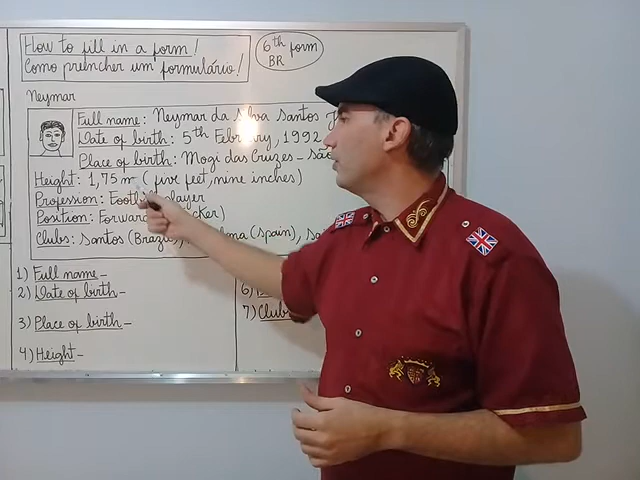 How to fill in a form!
Como preencher um formulário!
6th form
BR
Neymar
Full name: Neymar da Silva Santos
Date of birth: 5th February, 1992
Place of birth: Mogi das Cruzes - São
Height: 1,75 m (five feet, nine inches)
Profession: Football player
Position: Forward
Clubs: Santos (Brazil), (Spain),
1) Full name -
2) Date of birth -
3) Place of birth -
4) Height -
6)
7) Clubs